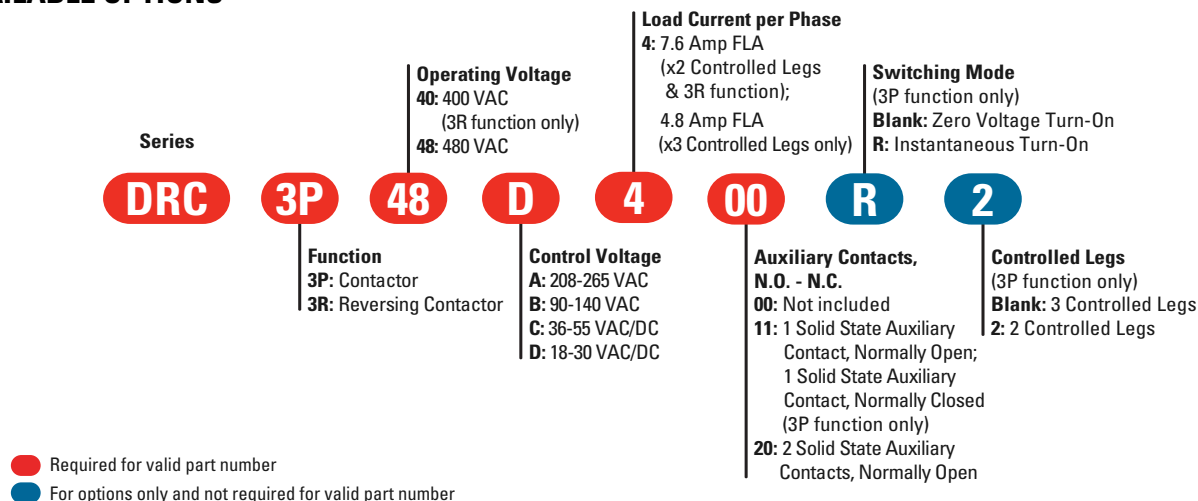 Load Current per Phase
4: 7.6 Amp FLA
(x2 Controlled Legs
& 3R function);
4.8 Amp FLA
(x3 Controlled Legs only)
Operating Voltage
40: 400 VAC
(3R function only)
48: 480 VAC
Switching Mode
(3P function only)
Blank: Zero Voltage Turn-On
R: Instantaneous Turn-On
Series
DRC 3P 48 D 4 00 R 2
Function
3P: Contactor
3R: Reversing Contactor
Control Voltage
A: 208-265 VAC
B: 90-140 VAC
C: 36-55 VAC/DC
D: 18-30 VAC/DC
Auxiliary Contacts,
N.O. - N.C.
00: Not included
11: 1 Solid State Auxiliary
Contact, Normally Open;
1 Solid State Auxiliary
Contact, Normally Closed
(3P function only)
20: 2 Solid State Auxiliary
Contacts, Normally Open
Controlled Legs
(3P function only)
Blank: 3 Controlled Legs
2: 2 Controlled Legs
Required for valid part number
For options only and not required for valid part number